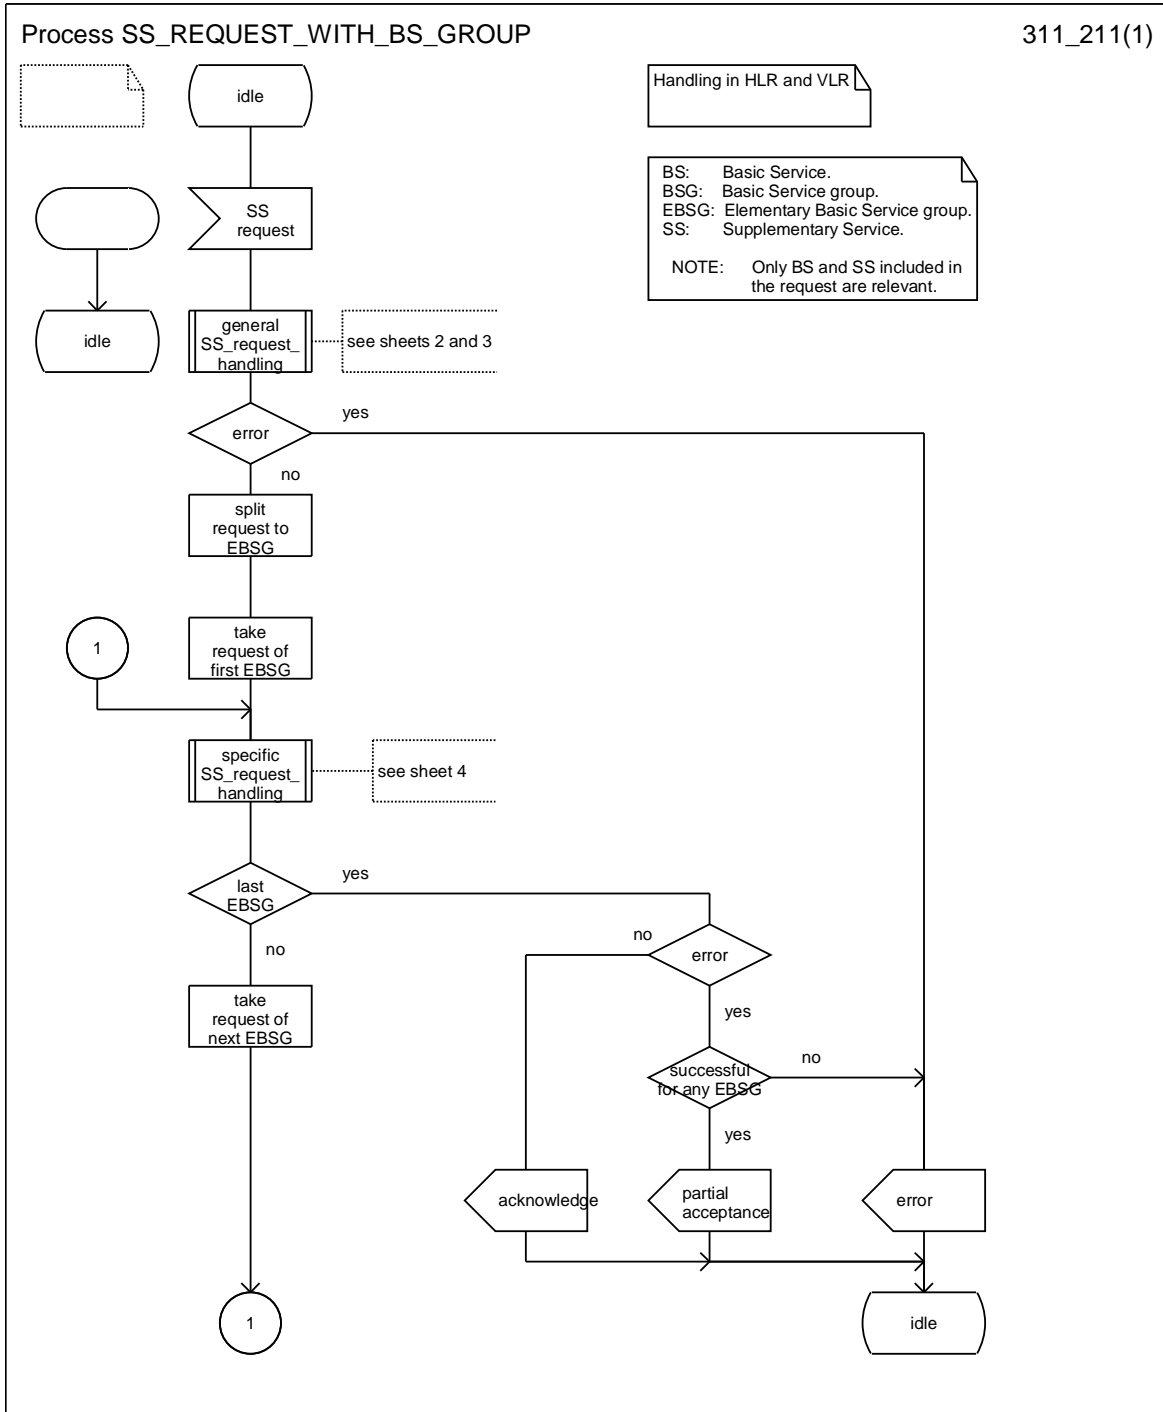 Process SS_REQUEST_WITH_BS_GROUP
311_211(1)
idle
Handling in HLR and VLR
BS: Basic Service.
BSG: Basic Service group.
EBSG: Elementary Basic Service group.
SS: Supplementary Service.
NOTE: Only BS and SS included in
the request are relevant.
SS
request
idle
general
SS_request_
handling
see sheets 2 and 3
error
yes
no
split
request to
EBSG
1
take
request of
first EBSG
specific
SS_request_
handling
see sheet 4
last
EBSG
yes
no
no
error
yes
take
request of
next EBSG
successful
for any EBSG
no
yes
acknowledge
partial
acceptance
error
1
idle